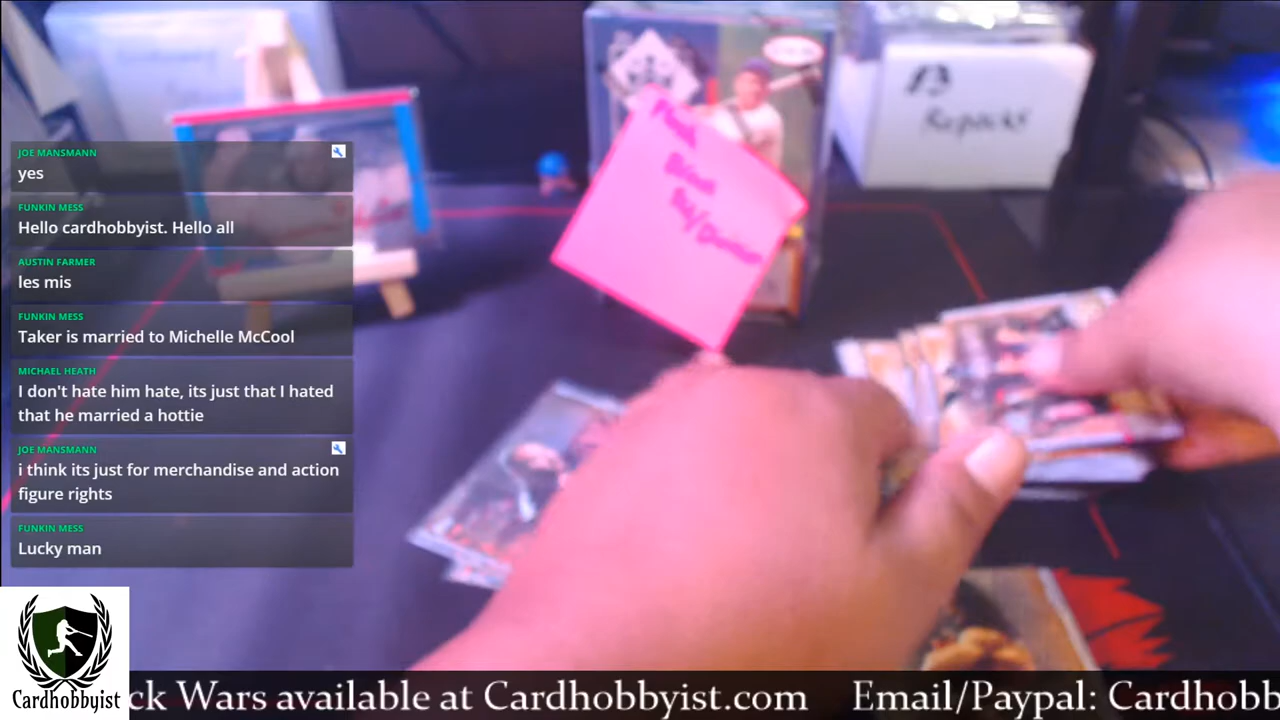 B
Repacks
JOE MANSMANN
yes
FUNKIN MESS
Hello cardhobbyist. Hello all
AUSTIN FARMER
les mis
FUNKIN MESS
Taker is married to Michelle McCool
MICHAEL HEATH
I don't hate him hate, its just that I hated
that he married a hottie
JOE MANSMANN
i think its just for merchandise and action
figure rights
FUNKIN MESS
Lucky man
Cardhobbyist
ck Wars available at Cardhobbyist.com Email/Paypal: Cardhobb